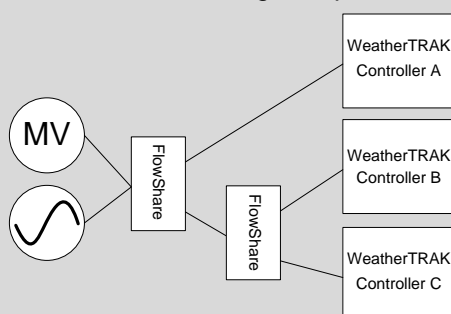 WeatherTRAK
Controller A
MV
FlowShare
WeatherTRAK
Controller B
FlowShare
WeatherTRAK
Controller C